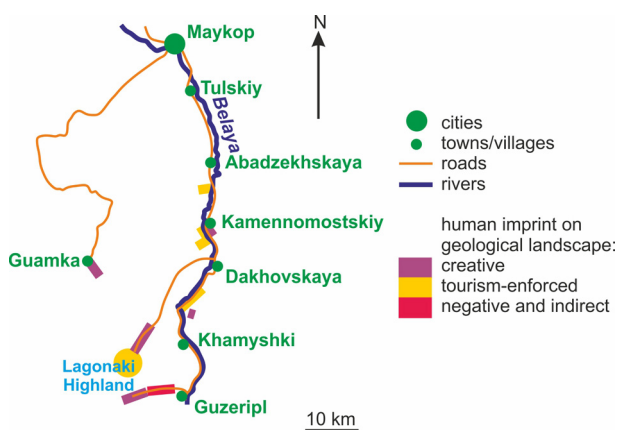 Maykop
N
Tulskiy
Belaya
Abadzekhskaya
Kamennomostskiy
Guamka
Dakhovskaya
Khamyshki
Lagonaki
Highland
Guzeripl
10 km
cities
towns/villages
roads
rivers
human imprint on
geological landscape:
creative
tourism-enforced
negative and indirect